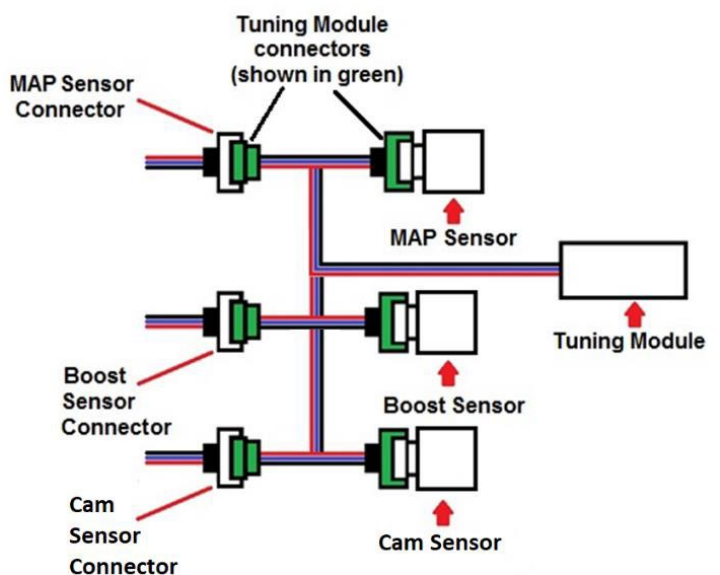 Tuning Module
connectors
(shown in green)
MAP Sensor
Connector
MAP Sensor
Tuning Module
Boost
Sensor
Connector
Boost Sensor
Cam
Sensor
Connector
Cam Sensor